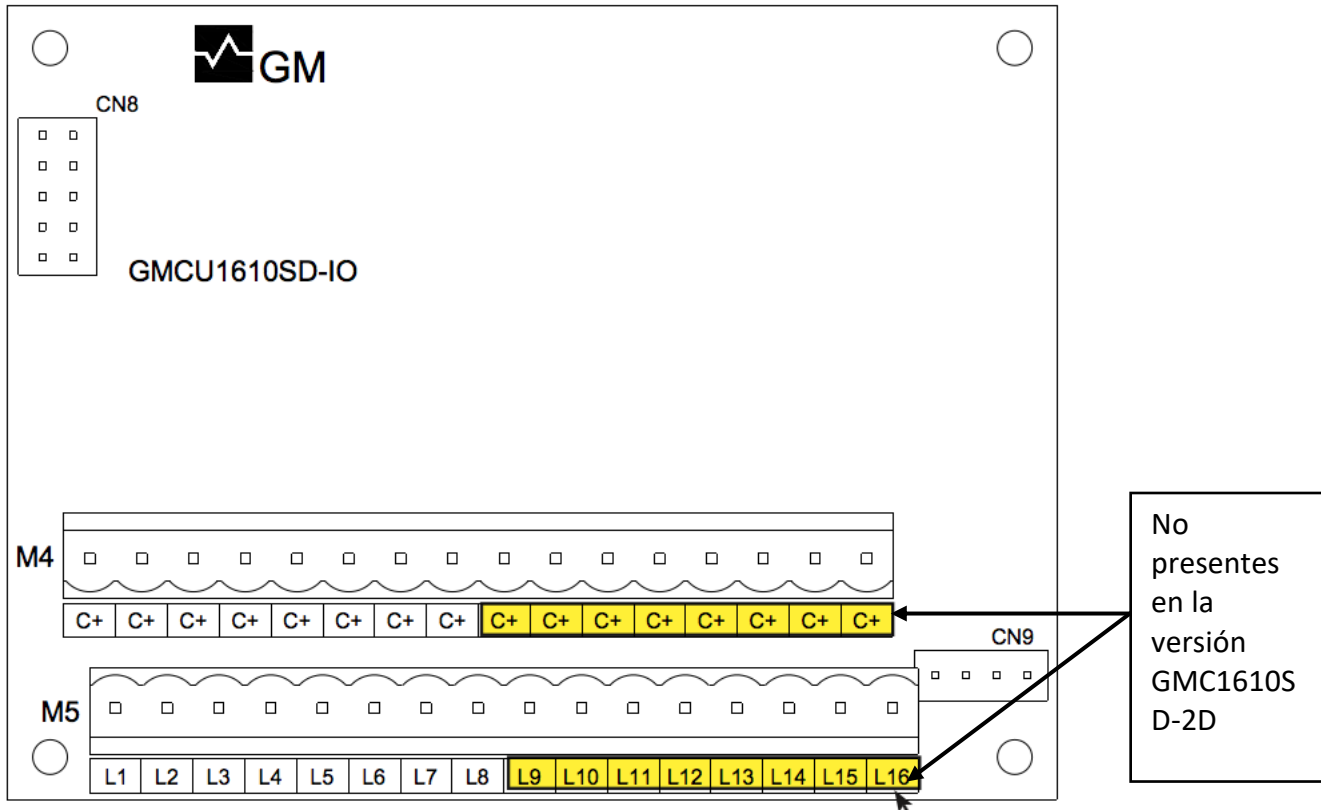 GM
CN8
GMCU1610SD-IO
M4
C+ C+ C+ C+ C+ C+ C+ C+ C+ C+ C+ C+ C+ C+ C+ C+
No
presentes
en la
versión
GMC1610S
D-2D
CN9
M5
L1 L2 L3 L4 L5 L6 L7 L8 L9 L10 L11 L12 L13 L14 L15 L16